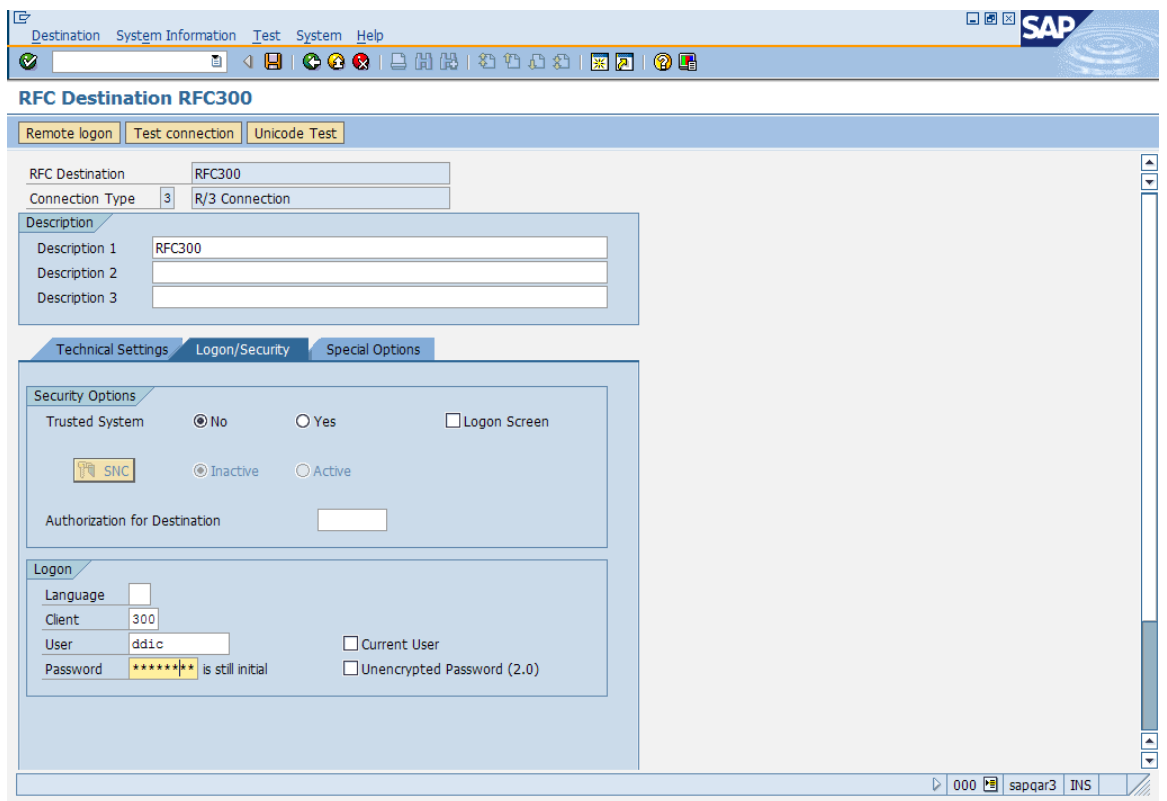 Destination System Information Test System Help
SAP
RFC Destination RFC300
Remote logon Test connection Unicode Test
RFC Destination RFC300
Connection Type 3 R/3 Connection
Description
Description 1 RFC300
Description 2
Description 3
Technical Settings Logon/Security Special Options
Security Options
Trusted System No Yes Logon Screen
SNC Inactive Active
Authorization for Destination
Logon
Language
Client 300
User ddic Current User
Password ******** is still initial Unencrypted Password (2.0)
000 sapqar3 INS